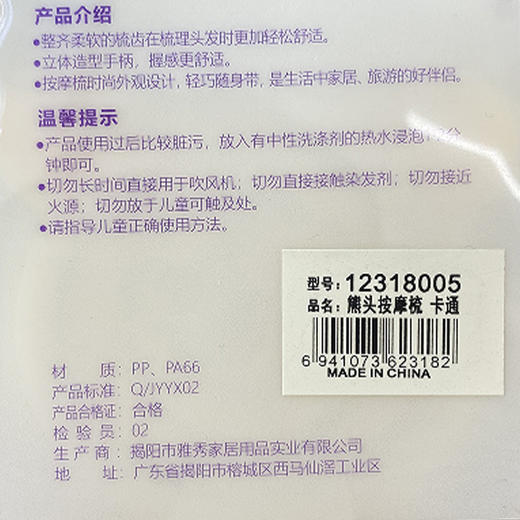 产品介绍
●整齐柔软的梳齿在梳理头发时更加轻松舒适。
●立体造型手柄，握感更舒适。
●按摩梳时尚外观设计，轻巧随身带，是生活中家居、旅游的好伴侣。
温馨提示
●产品使用过后比较脏污，放入有中性洗涤剂的热水浸泡 分
钟即可。
●切勿长时间直接用于吹风机；切勿直接接触染发剂；切勿接近
火源；切勿放于儿童可触及处。
●请指导儿童正确使用方法。
型号: 12318005
品名: 熊头按摩梳 卡通
6 941073 623182
MADE IN CHINA
材 质：PP、PA66
产品标准：Q/JYYX02
产品合格证：合格
检 验 员：02
生 产 商：揭阳市雅秀家居用品实业有限公司
地 址：广东省揭阳市榕城区西马仙滘工业区